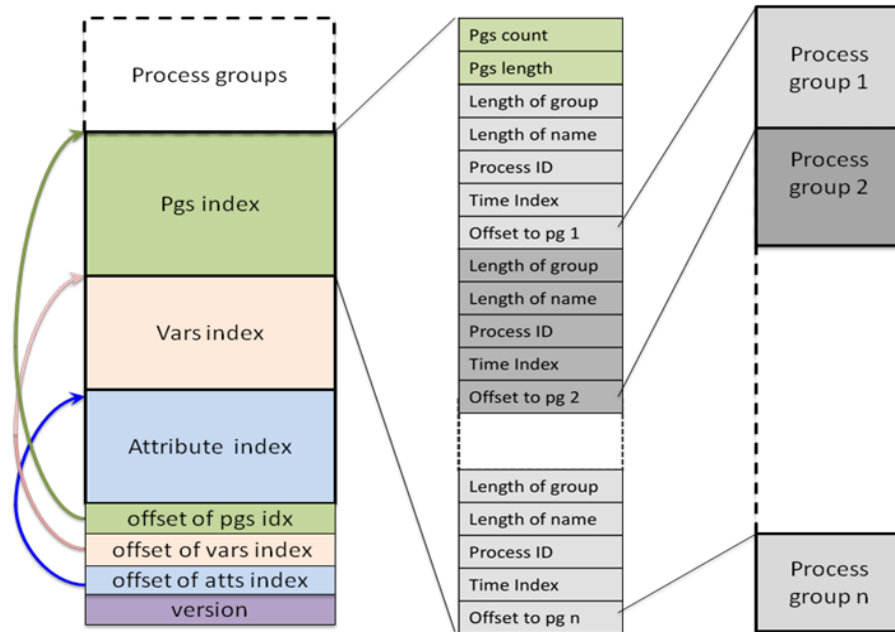 Process groups
Pgs index
Vars index
Attribute index
offset of pgs idx
offset of vars index
offset of atts index
version
Pgs count
Pgs length
Length of group
Length of name
Process ID
Time Index
Offset to pg 1
Length of group
Length of name
Process ID
Time Index
Offset to pg 2
Length of group
Length of name
Process ID
Time Index
Offset to pg n
Process
group 1
Process
group 2
Process
group n